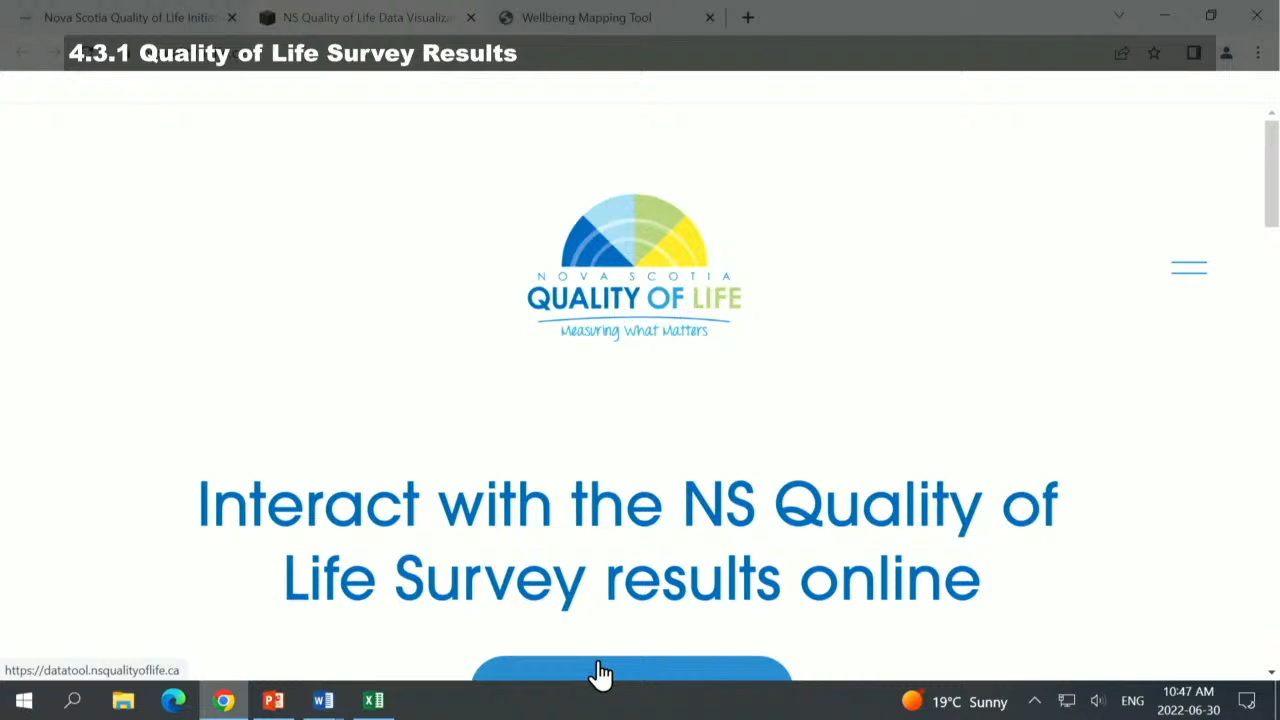 Nova Scotia Quality of Life Initia
NS Quality of Life Data Visualiza
Wellbeing Mapping Tool
4.3.1 Quality of Life Survey Results
NOVA SCOTIA
QUALITY OF LIFE
Measuring What Matters
Interact with the NS Quality of
Life Survey results online
https://datatool.nsqualityoflife.ca
19°C Sunny
ENG
10:47 AM
2022-06-30